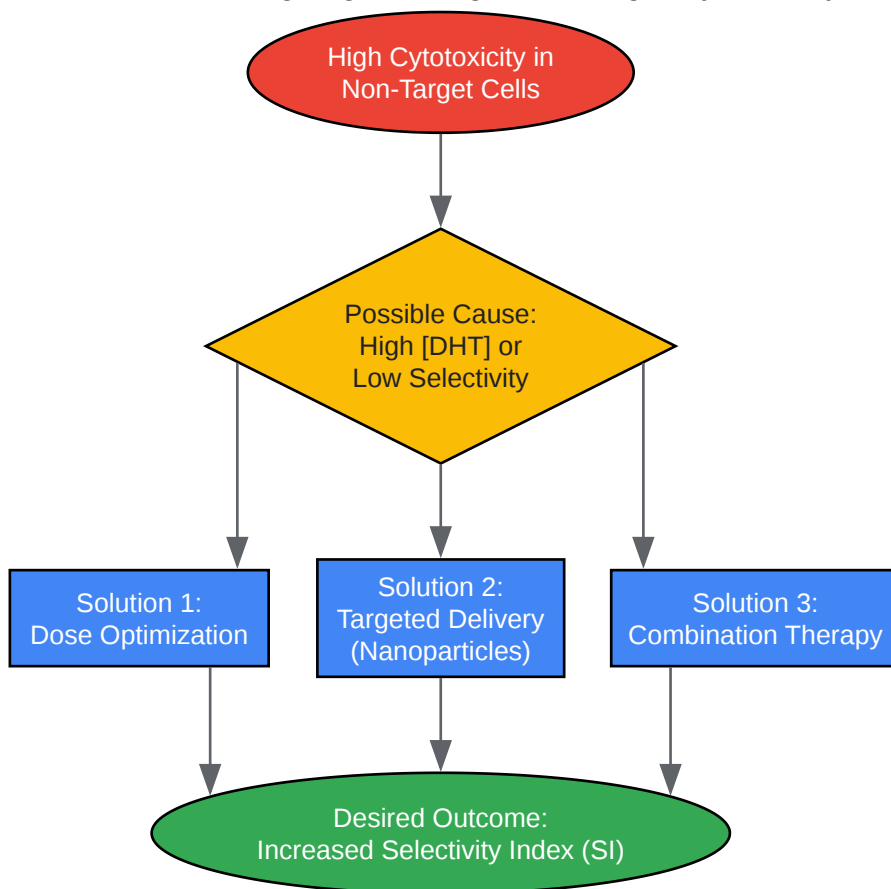 High Cytotoxicity in
Non-Target Cells
Possible Cause:
High [DHT] or
Low Selectivity
Solution 1:
Dose Optimization
Solution 2:
Targeted Delivery
(Nanoparticles)
Solution 3:
Combination Therapy
Desired Outcome:
Increased Selectivity Index (SI)